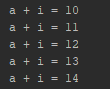 a + i = 10
a + i = 11
a + i = 12
a + i = 13
a + i = 14